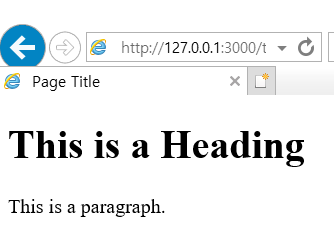 http://127.0.0.1:3000/t
Page Title
This is a Heading
This is a paragraph.